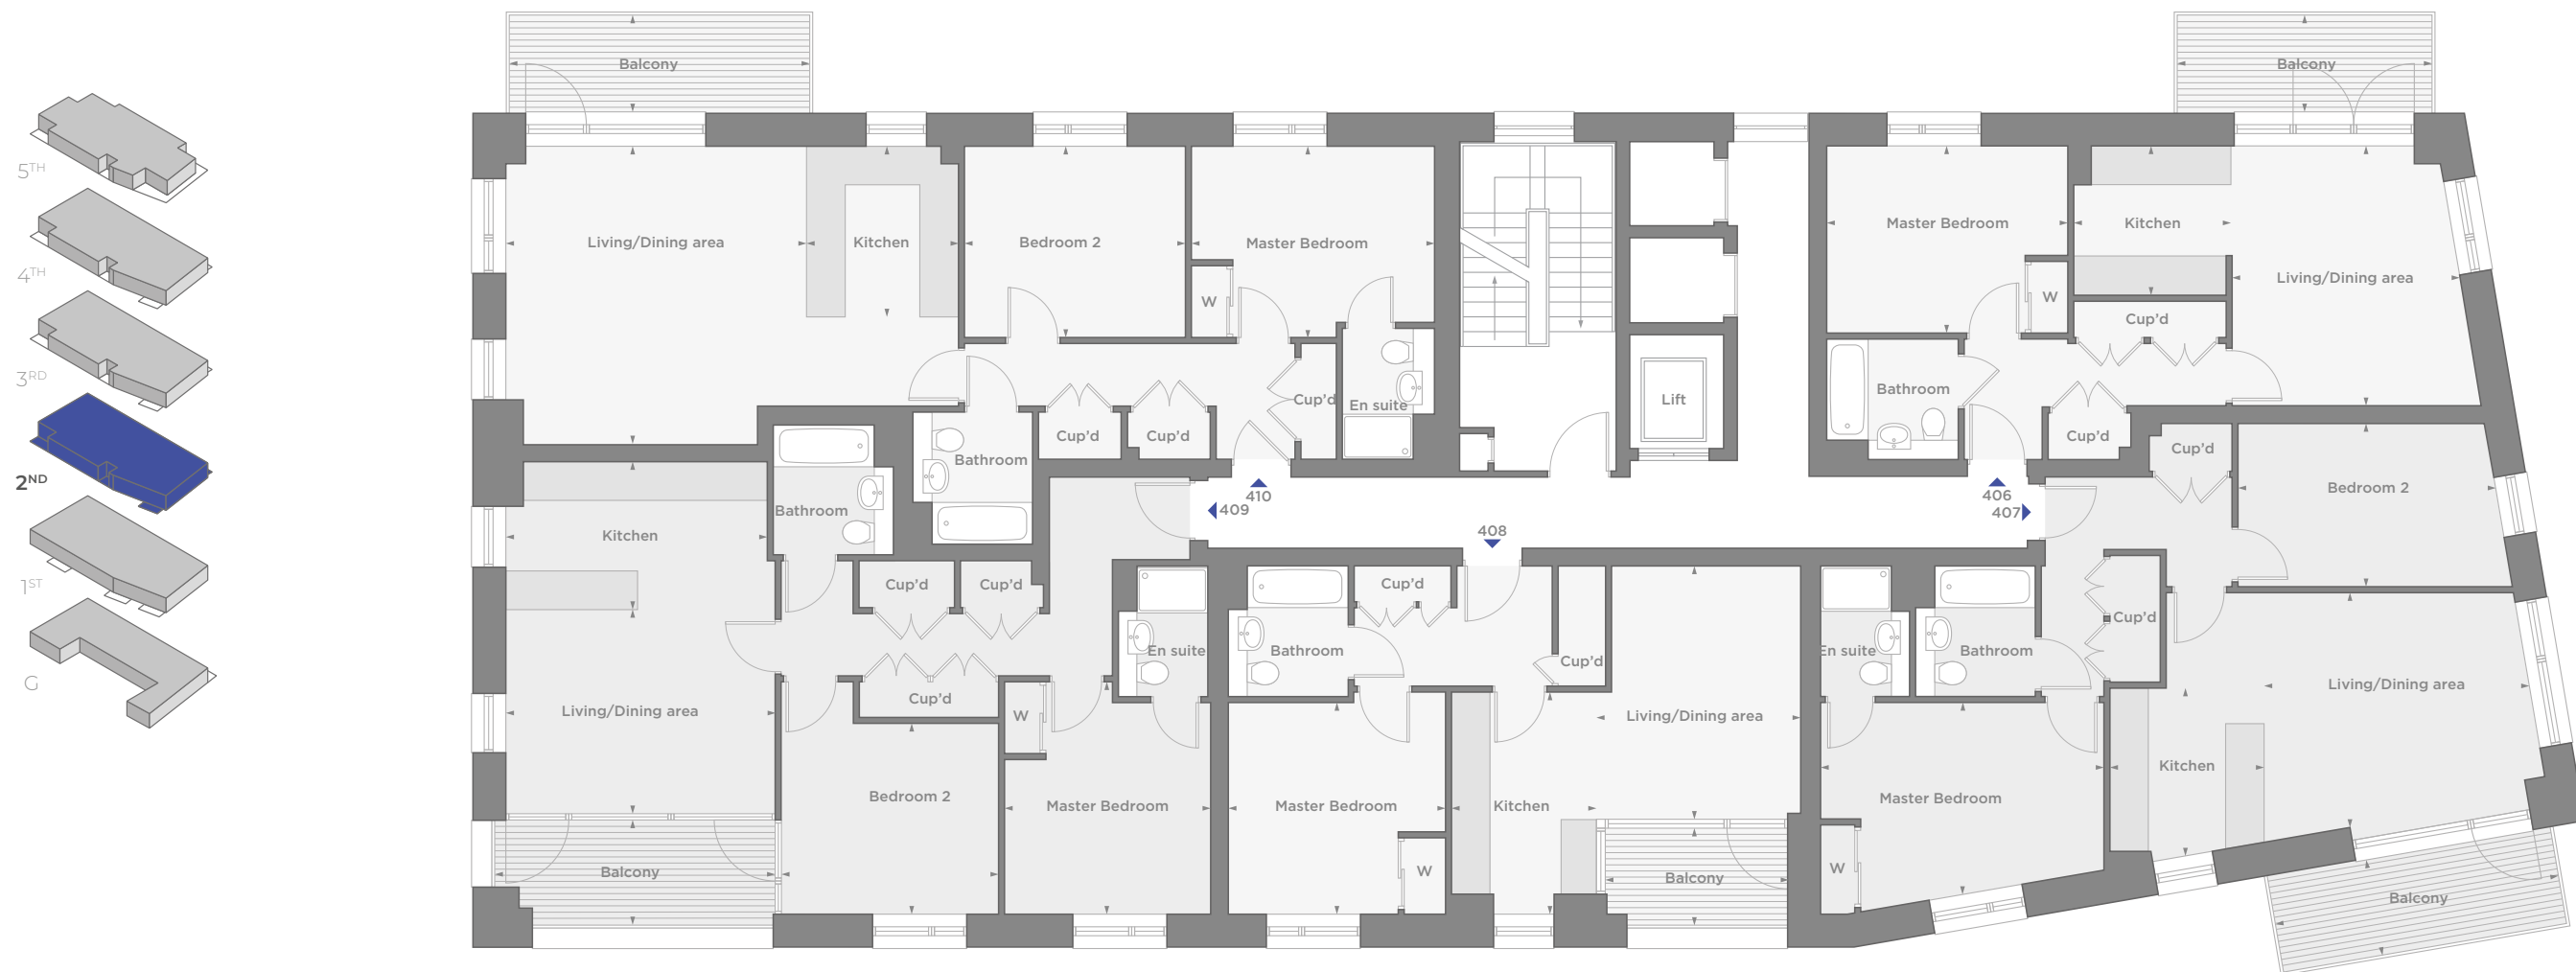 5TH
4TH
3RD
2ND
1ST
G
Balcony
Living/Dining area
Kitchen
Bedroom 2
Master Bedroom
W
Cup'd
Cup'd
Cup'd
En suite
Bathroom
410
409
Lift
Balcony
Master Bedroom
Kitchen
Living/Dining area
W
Cup'd
Bathroom
Cup'd
406
407
Cup'd
Bedroom 2
Kitchen
Bathroom
Cup'd
Cup'd
Living/Dining area
Cup'd
W
En suite
Bedroom 2
Master Bedroom
Balcony
408
Cup'd
Bathroom
Cup'd
Living/Dining area
Master Bedroom
Kitchen
W
Balcony
En suite
Bathroom
Cup'd
Living/Dining area
Kitchen
Master Bedroom
W
Balcony